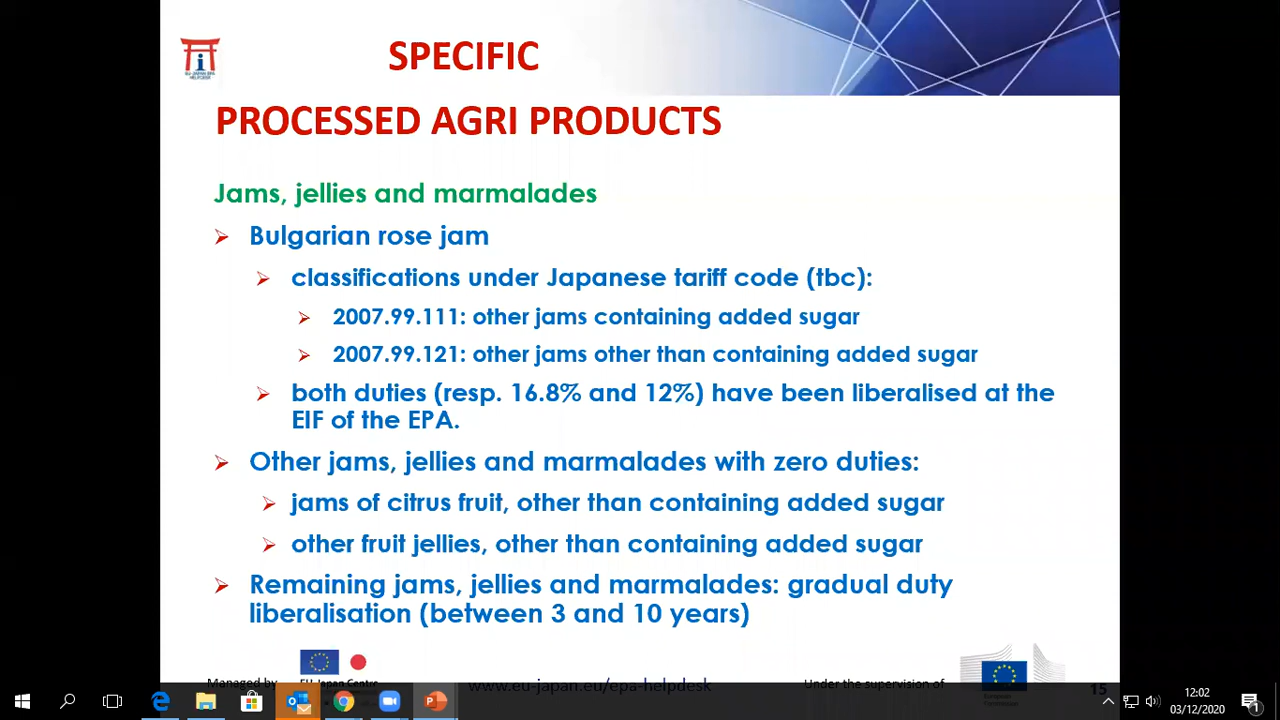 SPECIFIC
PROCESSED AGRI PRODUCTS
EU-JAPAN EPA
HELPDESK
Jams, jellies and marmalades
Bulgarian rose jam
classifications under Japanese tariff code (tbc):
2007.99.111: other jams containing added sugar
2007.99.121: other jams other than containing added sugar
both duties (resp. 16.8% and 12%) have been liberalised at the
EIF of the EPA.
Other jams, jellies and marmalades with zero duties:
jams of citrus fruit, other than containing added sugar
other fruit jellies, other than containing added sugar
Remaining jams, jellies and marmalades: gradual duty
liberalisation (between 3 and 10 years)
Managed by
EU-Japan Centre
www.eu-japan.eu/epa-helpdesk
Under the supervision of
15
12:02
03/12/2020
1